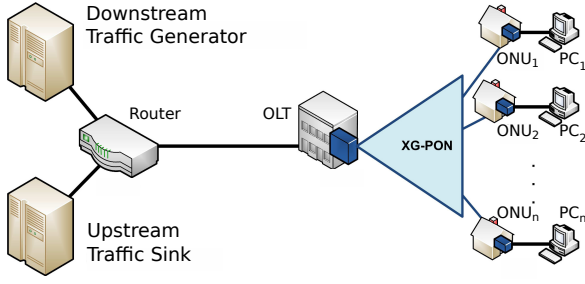 Downstream
Traffic Generator
Router
OLT
XG-PON
ONU1
PC1
ONU2
PC2
ONUn
PCn
Upstream
Traffic Sink